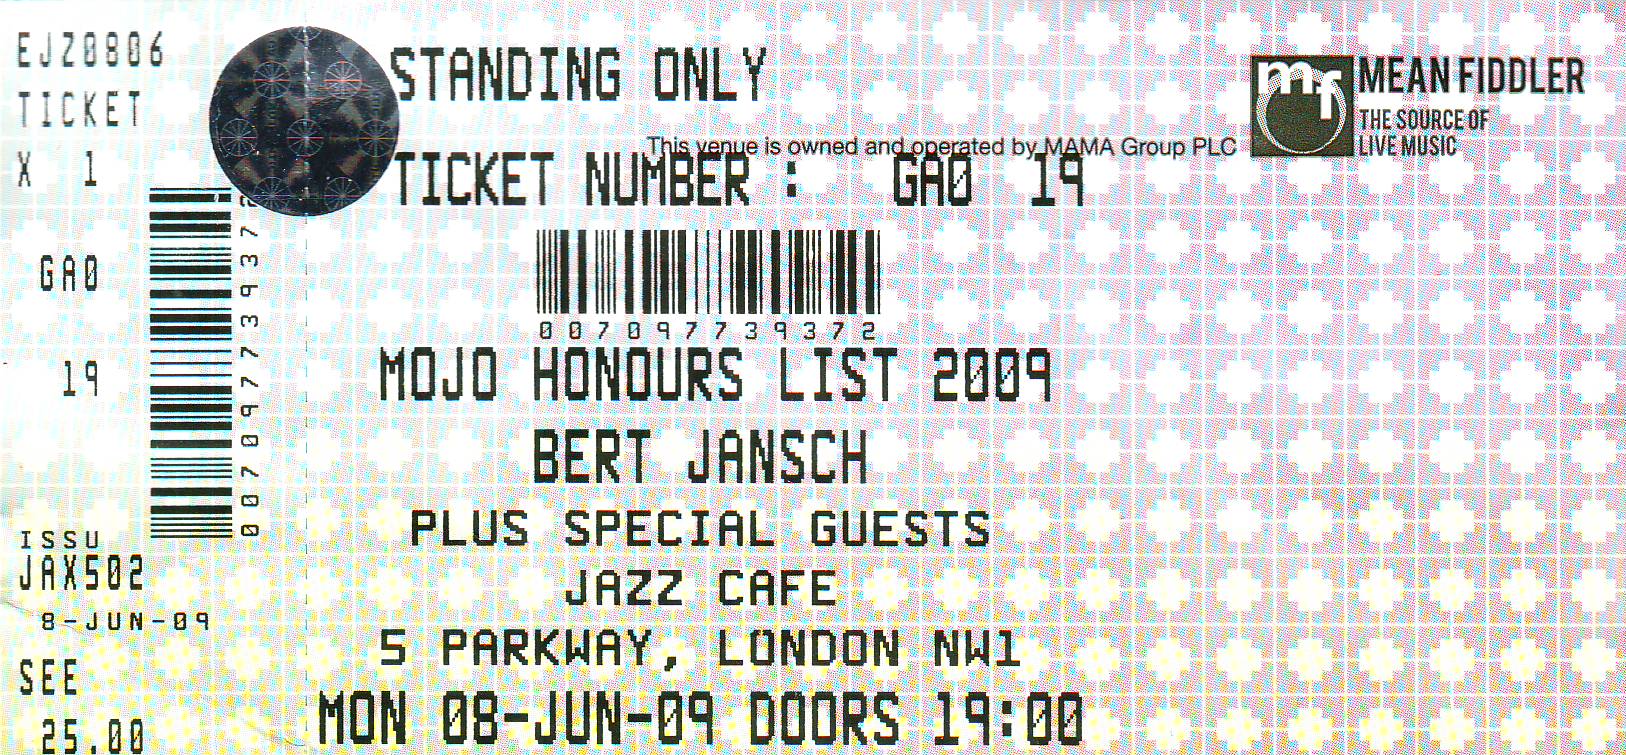 EJZ0806
TICKET
X 1
GA0
19
007097739372
ISSU
JAX502
8-JUN-09
SEE
25.00
STANDING ONLY
This venue is owned and operated by MAMA Group PLC
mf
MEAN FIDDLER
THE SOURCE OF
LIVE MUSIC
TICKET NUMBER : GA0 19
007097739372
MOJO HONOURS LIST 2009
BERT JANSCH
PLUS SPECIAL GUESTS
JAZZ CAFE
5 PARKWAY, LONDON NW1
MON 08-JUN-09 DOORS 19:00